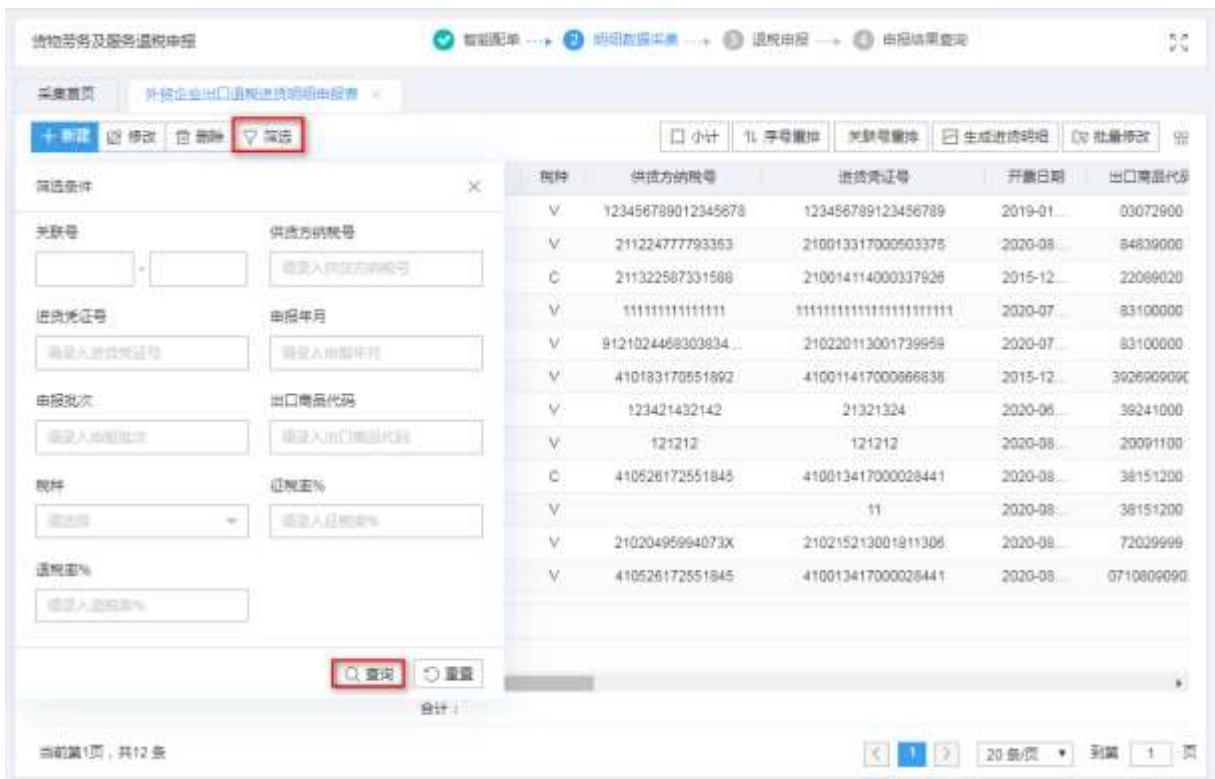 货物劳务及服务退税申报
智能配单 2 明细数据采集 3 退税申报 4 申报结果查询
采集首页 外贸企业出口退税进货明细申报表 ×
新建 修改 删除 筛选 小计 序号重排 关联号重排 生成进货明细 批量修改
筛选条件 ×
税种 供货方纳税号 进货凭证号 开票日期 出口商品代码
关联号 供货方纳税号
- 请录入供货方纳税号
进货凭证号 申报年月
请录入进货凭证号 请录入申报年月
申报批次 出口商品代码
请录入申报批次 请录入出口商品代码
税种 征税率%
请选择 请录入征税率%
退税率%
请录入退税率%
查询 重置
V 123456789012345678 123456789123456789 2019-01... 03072900
V 211224777793353 210013317000503375 2020-08... 84839000
C 211322587331588 210014114000337926 2015-12... 22089020
V 111111111111111 2020-07... 83100000
V 9121024468303834... 210220113001739959 2020-07... 83100000
V 410183170551892 410011417000866838 2015-12... 392690909
V 123421432142 21321324 2020-06... 39241000
V 121212 121212 2020-08... 20091100
C 410526172551845 410013417000028441 2020-08... 38151200
V 11 2020-08... 38151200
V 21020495994073X 210215213001811306 2020-08... 72029999
V 410526172551845 410013417000028441 2020-08... 0710809090
合计：
当前第1页，共12 条 < 1 > 20 条/页 到第 1 页